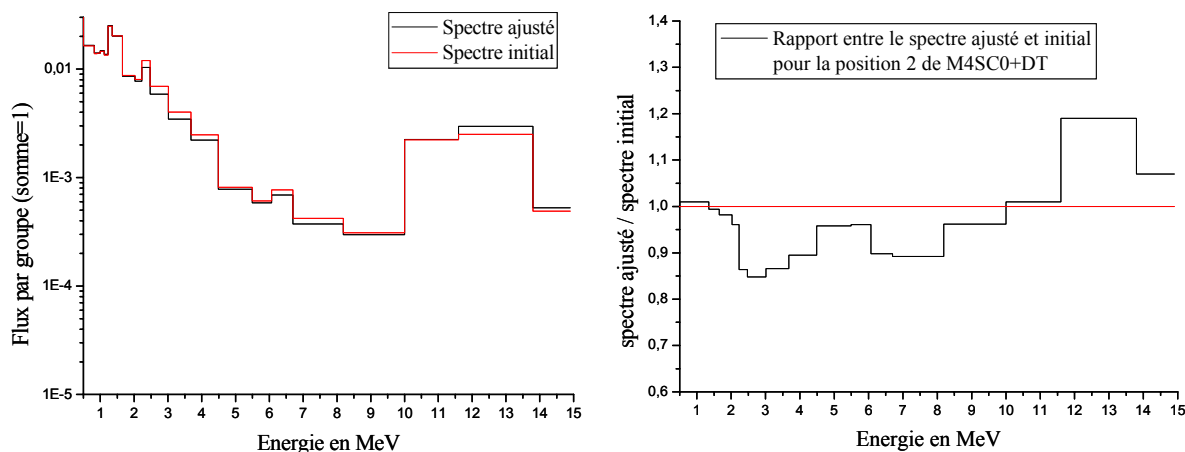 Spectre ajusté
Spectre initial
0,01
1E-3
1E-4
1E-5
Flux par groupe (somme=1)
1 2 3 4 5 6 7 8 9 10 11 12 13 14 15
Energie en MeV
1,4
1,3
1,2
1,1
1,0
0,9
0,8
0,7
0,6
spectre ajusté / spectre initial
Rapport entre le spectre ajusté et initial
pour la position 2 de M4SC0+DT
1 2 3 4 5 6 7 8 9 10 11 12 13 14 15
Energie en MeV